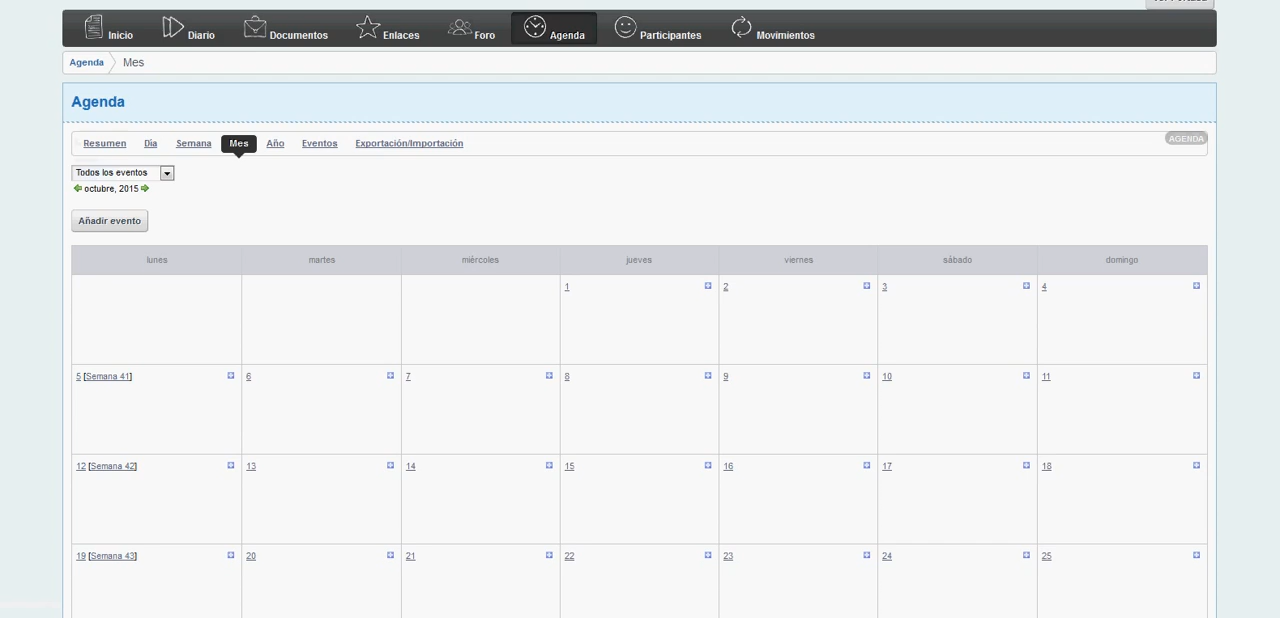 Inicio Diario Documentos Enlaces Foro Agenda Participantes Movimientos
Agenda Mes
Agenda
Resumen Día Semana Mes Año Eventos Exportación/Importación AGENDA
Todos los eventos
octubre, 2015
Añadir evento
lunes martes miércoles jueves viernes sábado domingo
1 2 3 4
5 [Semana 41] 6 7 8 9 10 11
12 [Semana 42] 13 14 15 16 17 18
19 [Semana 43] 20 21 22 23 24 25